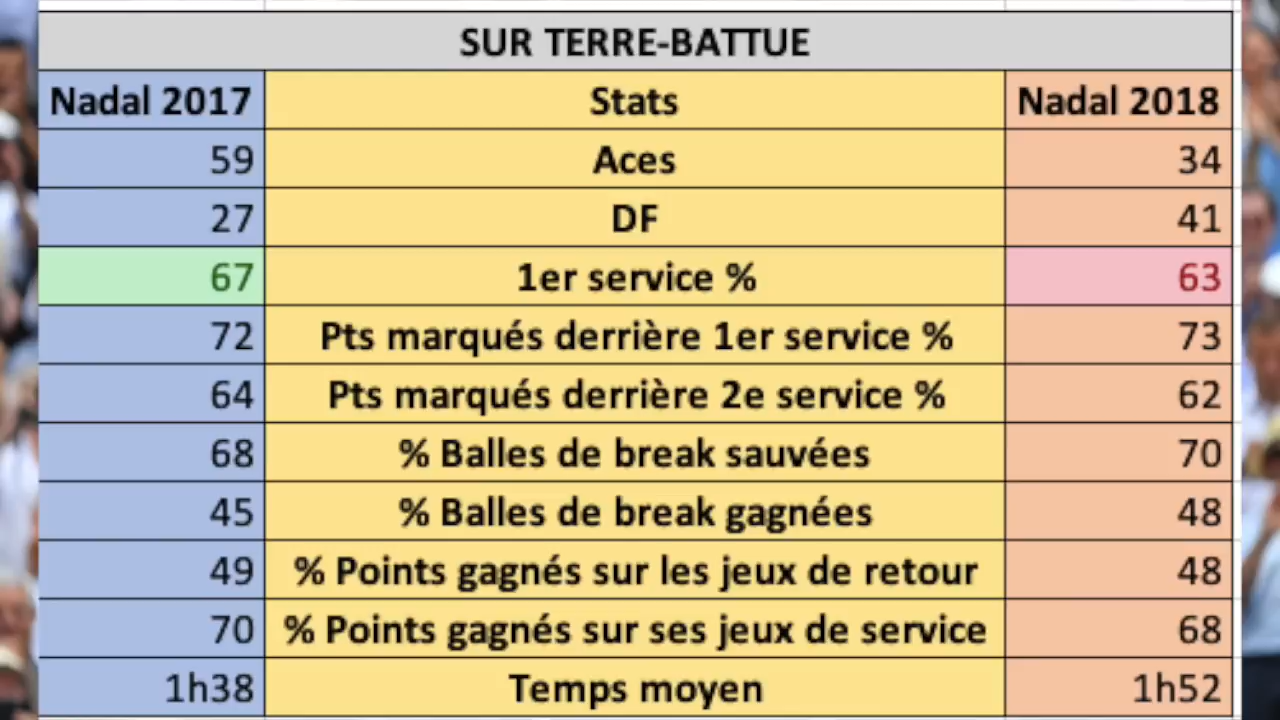 SUR TERRE-BATTUE
Nadal 2017 Stats Nadal 2018
59 Aces 34
27 DF 41
67 1er service % 63
72 Pts marqués derrière 1er service % 73
64 Pts marqués derrière 2e service % 62
68 % Balles de break sauvées 70
45 % Balles de break gagnées 48
49 % Points gagnés sur les jeux de retour 48
70 % Points gagnés sur ses jeux de service 68
1h38 Temps moyen 1h52